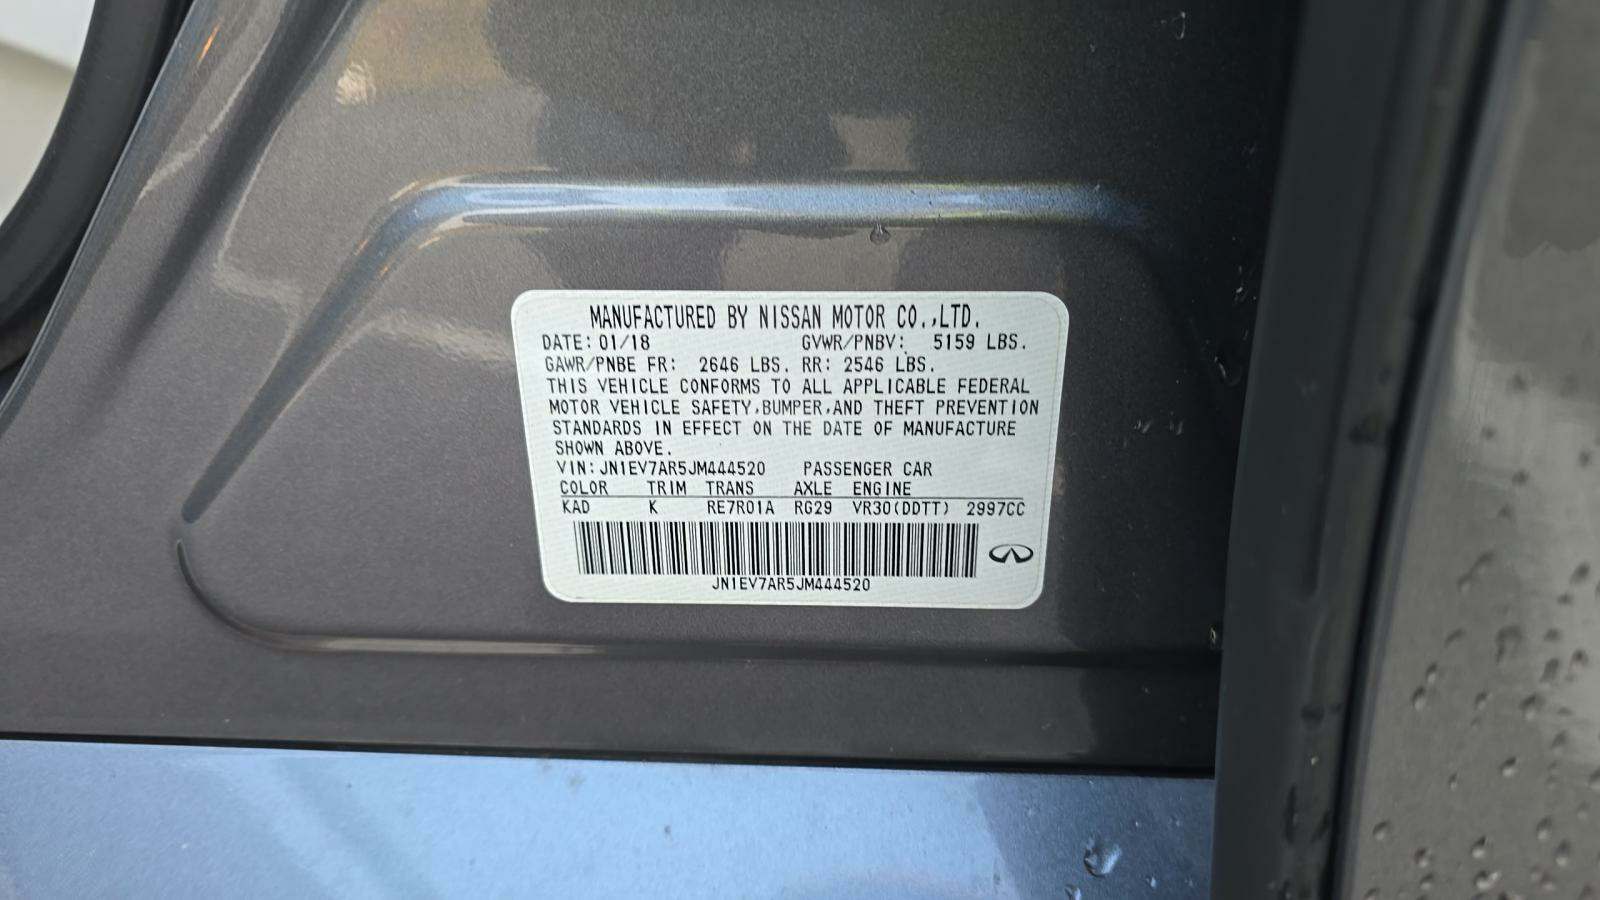 MANUFACTURED BY NISSAN MOTOR CO.,LTD.
DATE: 01/18 GVWR/PNBV: 5159 LBS.
GAWR/PNBE FR: 2646 LBS. RR: 2546 LBS.
THIS VEHICLE CONFORMS TO ALL APPLICABLE FEDERAL
MOTOR VEHICLE SAFETY,BUMPER,AND THEFT PREVENTION
STANDARDS IN EFFECT ON THE DATE OF MANUFACTURE
SHOWN ABOVE.
VIN: JN1EV7AR5JM444520 PASSENGER CAR
COLOR TRIM TRANS AXLE ENGINE
KAD K RE7R01A RG29 VR30(DDTT) 2997CC
JN1EV7AR5JM444520